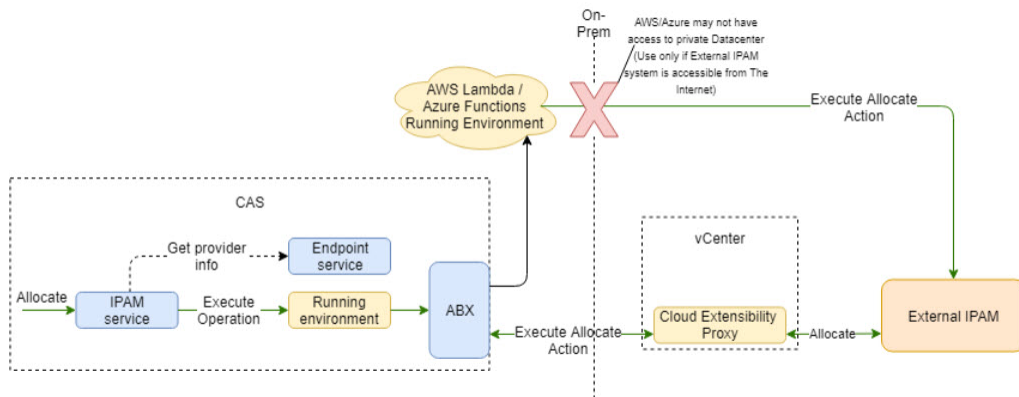 On-
Prem
AWS/Azure may not have
access to private Datacenter
(Use only if External IPAM
system is accessible from The
Internet)
AWS Lambda /
Azure Functions
Running Environment
Execute Allocate
Action
CAS
Get provider
info
Endpoint
service
vCenter
Allocate
IPAM
service
Execute
Operation
Running
environment
ABX
Execute Allocate
Action
Cloud Extensibility
Proxy
Allocate
External IPAM